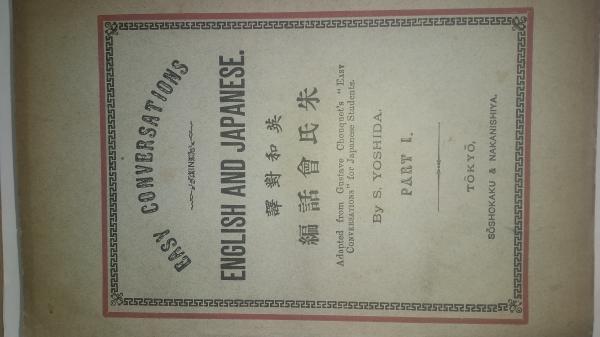 EASY CONVERSATIONS
IN
ENGLISH AND JAPANESE.
英和對譯
朱氏會話編
Adapted from Gustave Chouquet's "EASY
CONVERSATIONS" for Japanese Students.
By S. YOSHIDA.
PART I.
TŌKYŌ,
SŌSHOKAKU & NAKANISHIYA.